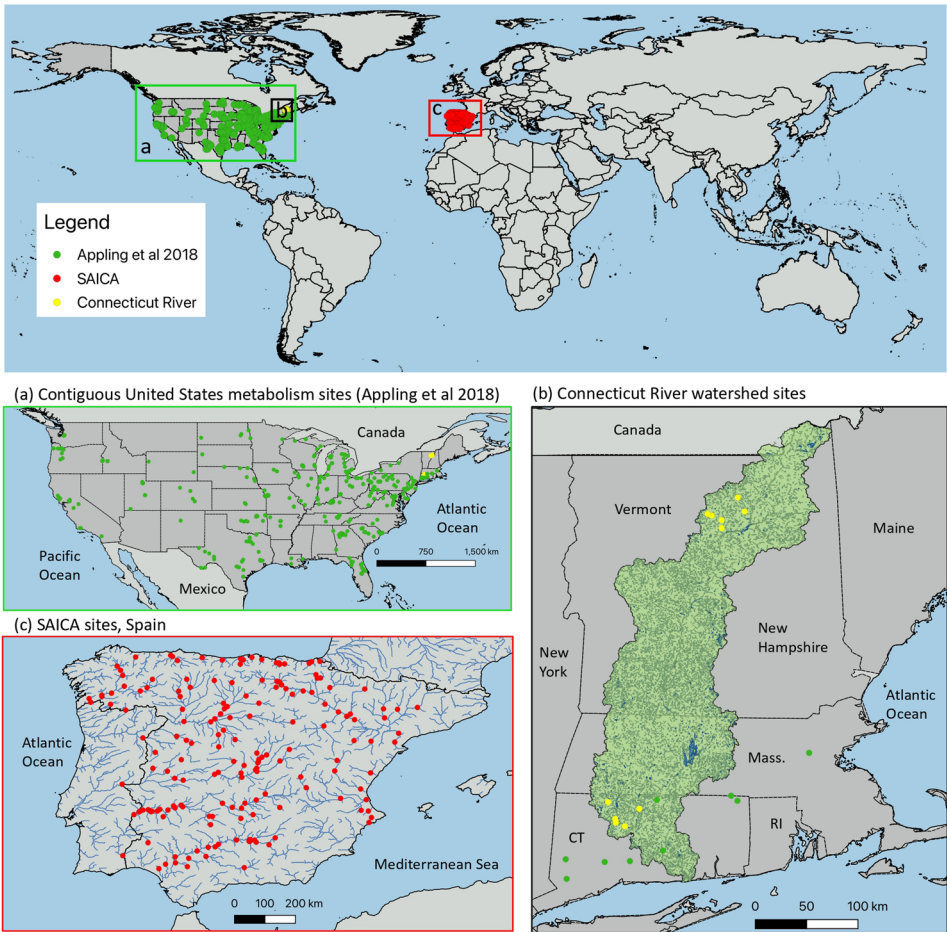 b
c
a
Legend
Appling et al 2018
SAICA
Connecticut River
(a) Contiguous United States metabolism sites (Appling et al 2018)
Canada
Atlantic
Ocean
0 750 1,500 km
Pacific
Ocean
Mexico
(b) Connecticut River watershed sites
Canada
Vermont
Maine
New
Hampshire
New
York
Atlantic
Ocean
Mass.
CT
RI
0 50 100 km
(c) SAICA sites, Spain
Atlantic
Ocean
Mediterranean Sea
0 100 200 km